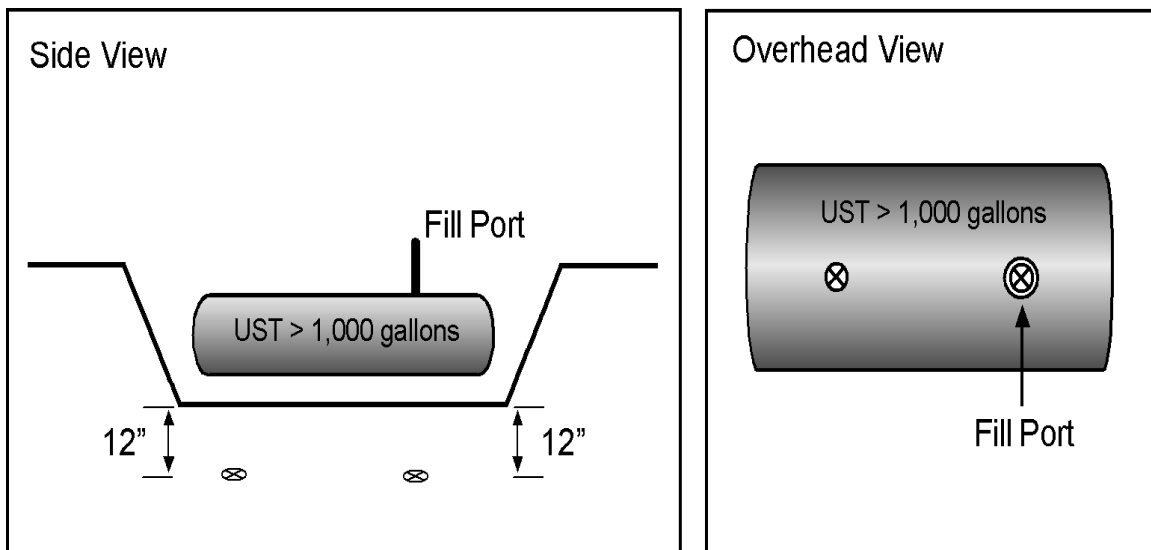 Side View
Fill Port
UST > 1,000 gallons
12”
12”
Overhead View
UST > 1,000 gallons
Fill Port